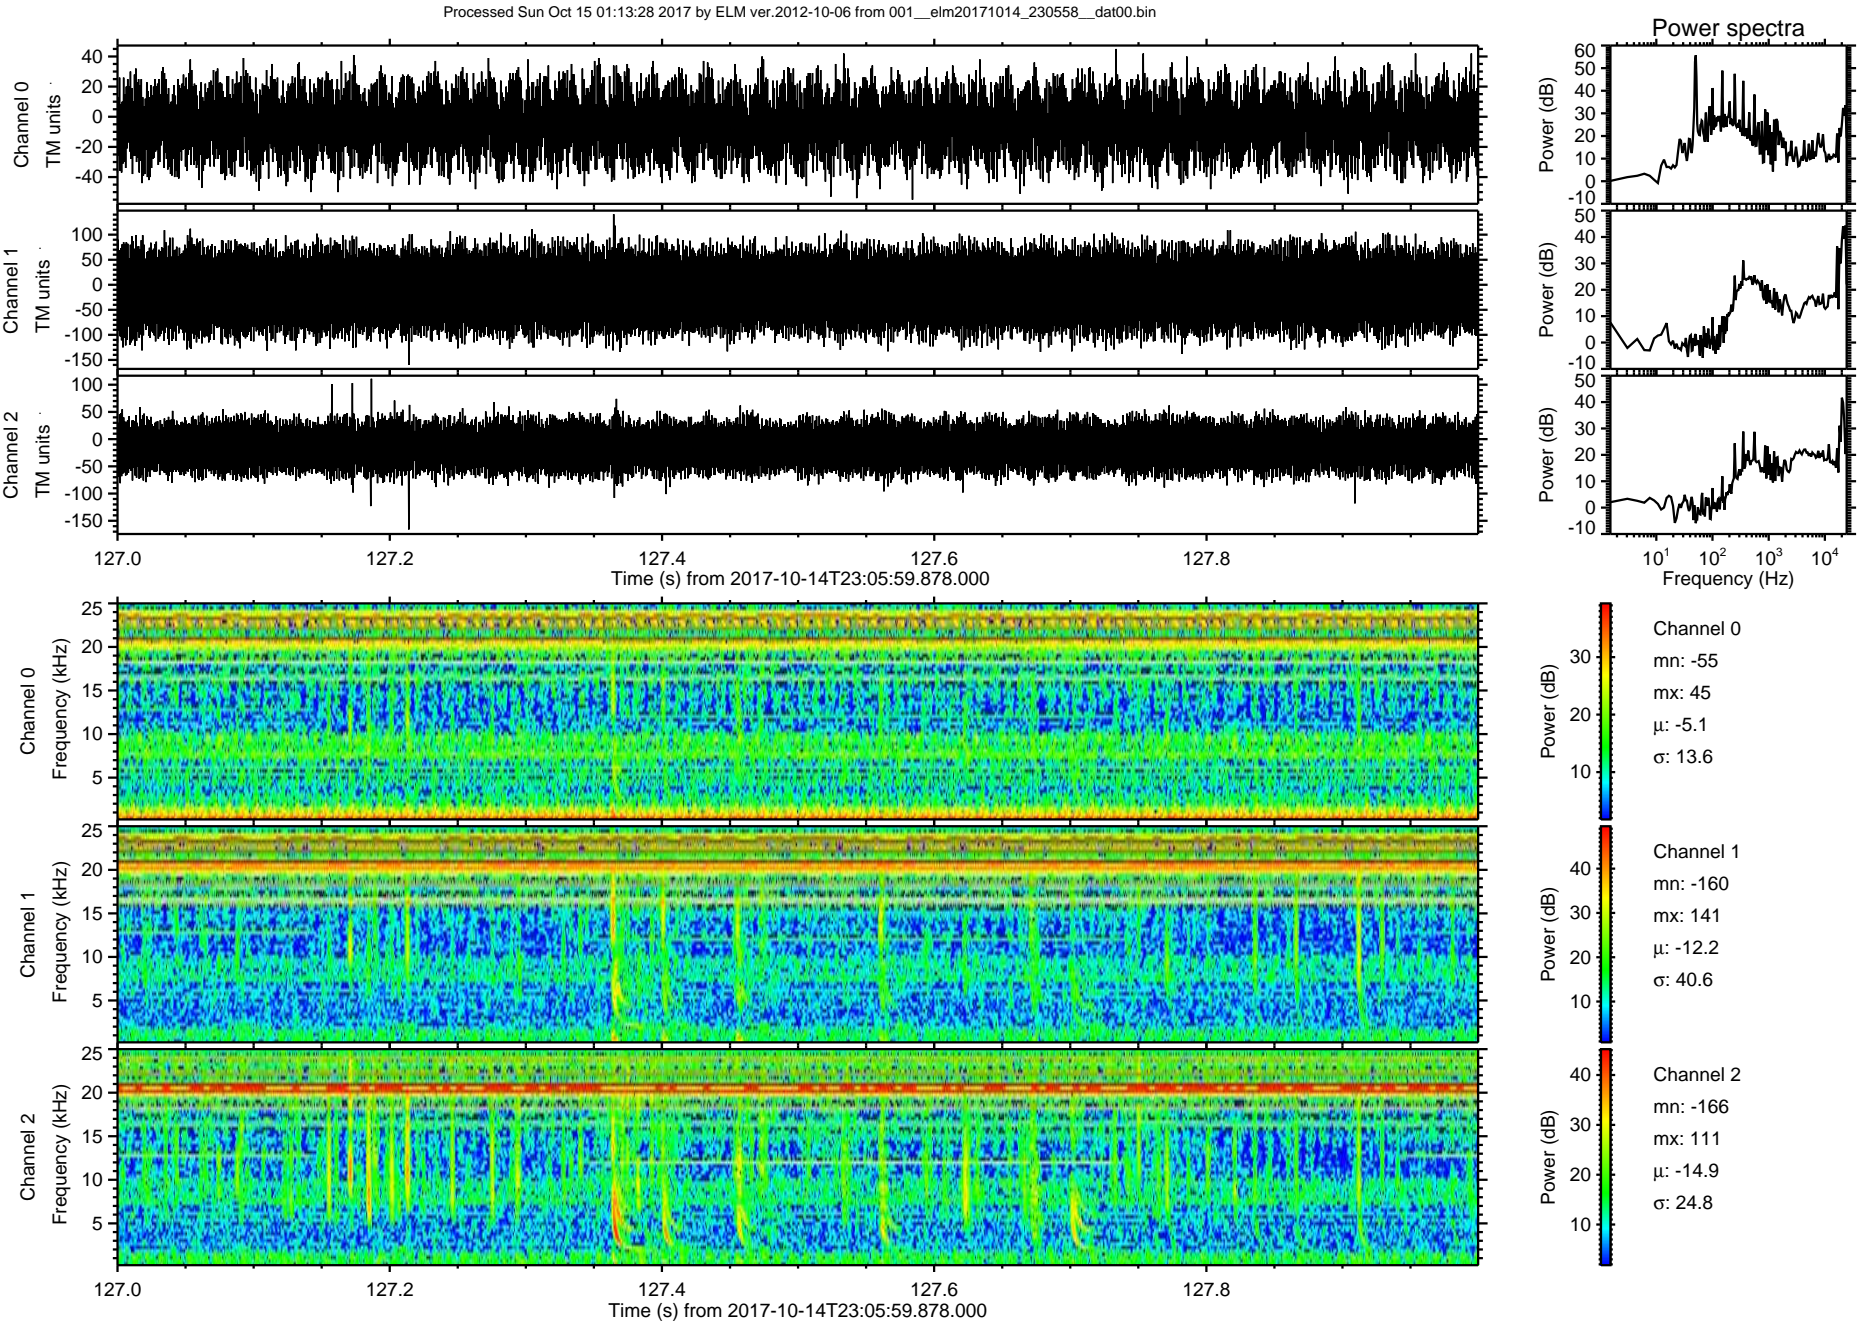 Processed Sun Oct 15 01:13:28 2017 by ELM ver.2012-10-06 from 001__elm20171014_230558__dat00.bin
Power spectra
Channel 0
TM units
40
20
0
-20
-40
Power (dB)
60
50
40
30
20
10
0
-10
Channel 1
TM units
100
50
0
-50
-100
-150
Power (dB)
50
40
30
20
10
0
-10
Channel 2
TM units
100
50
0
-50
-100
-150
Power (dB)
50
40
30
20
10
0
-10
127.0 127.2 127.4 127.6 127.8
Time (s) from 2017-10-14T23:05:59.878.000
10¹ 10² 10³ 10⁴
Frequency (Hz)
Channel 0
Frequency (kHz)
25
20
15
10
5
Power (dB)
30
20
10
Channel 0
mn: -55
mx: 45
μ: -5.1
σ: 13.6
Channel 1
Frequency (kHz)
25
20
15
10
5
Power (dB)
40
30
20
10
Channel 1
mn: -160
mx: 141
μ: -12.2
σ: 40.6
Channel 2
Frequency (kHz)
25
20
15
10
5
Power (dB)
40
30
20
10
Channel 2
mn: -166
mx: 111
μ: -14.9
σ: 24.8
127.0 127.2 127.4 127.6 127.8
Time (s) from 2017-10-14T23:05:59.878.000